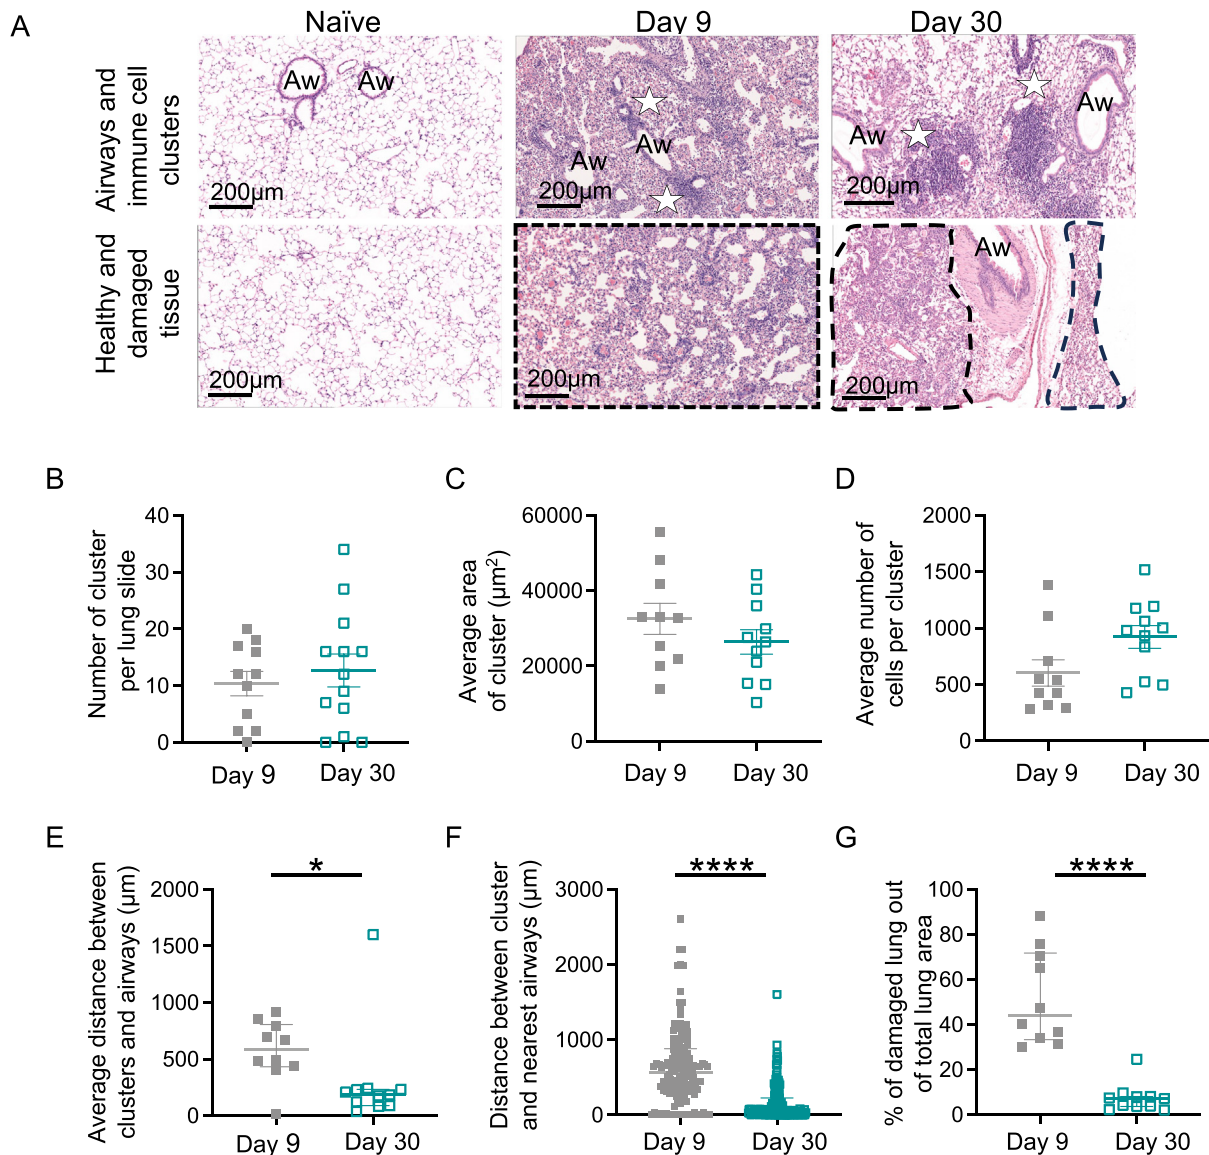 A
Naïve
Day 9
Day 30
Airways and
immune cell
clusters
Aw
Aw
200µm
Aw
Aw
200µm
Aw
Aw
200µm
Healthy and
damaged
tissue
200µm
200µm
Aw
200µm
B
Number of cluster
per lung slide
40
30
20
10
0
Day 9
Day 30
C
Average area
of cluster (µm²)
60000
40000
20000
0
Day 9
Day 30
D
Average number of
cells per cluster
2000
1500
1000
500
0
Day 9
Day 30
E
Average distance between
clusters and airways (µm)
2000
1500
1000
500
0
*
Day 9
Day 30
F
Distance between cluster
and nearest airways (µm)
3000
2000
1000
0
****
Day 9
Day 30
G
% of damaged lung out
of total lung area
100
80
60
40
20
0
****
Day 9
Day 30